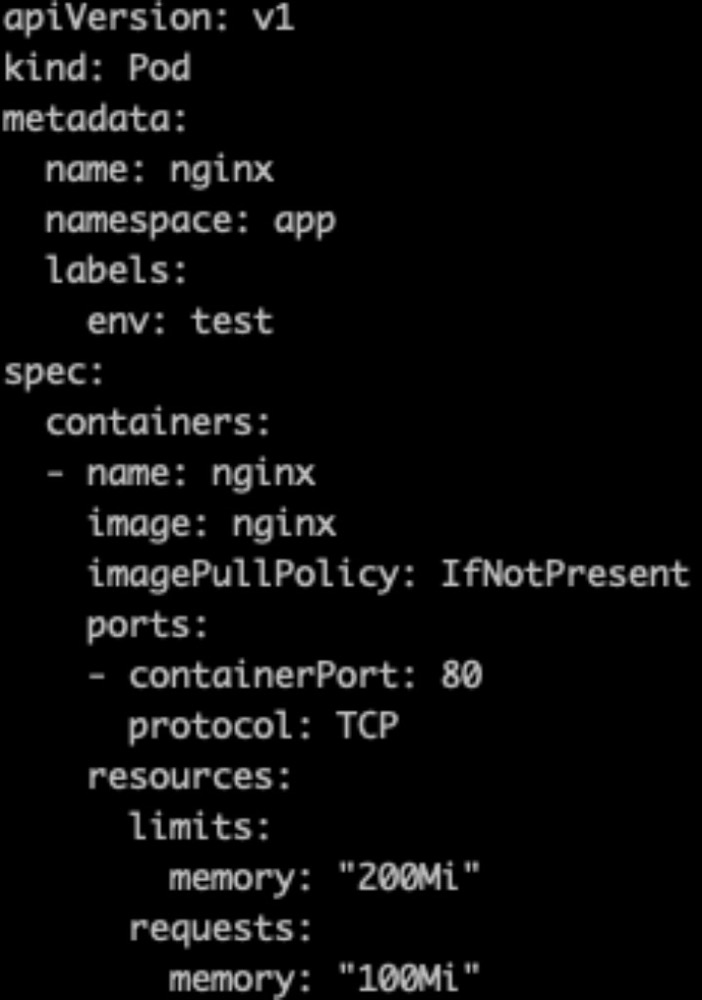 apiVersion: v1
kind: Pod
metadata:
  name: nginx
  namespace: app
  labels:
    env: test
spec:
  containers:
  - name: nginx
    image: nginx
    imagePullPolicy: IfNotPresent
    ports:
    - containerPort: 80
      protocol: TCP
    resources:
      limits:
        memory: "200Mi"
      requests:
        memory: "100Mi"